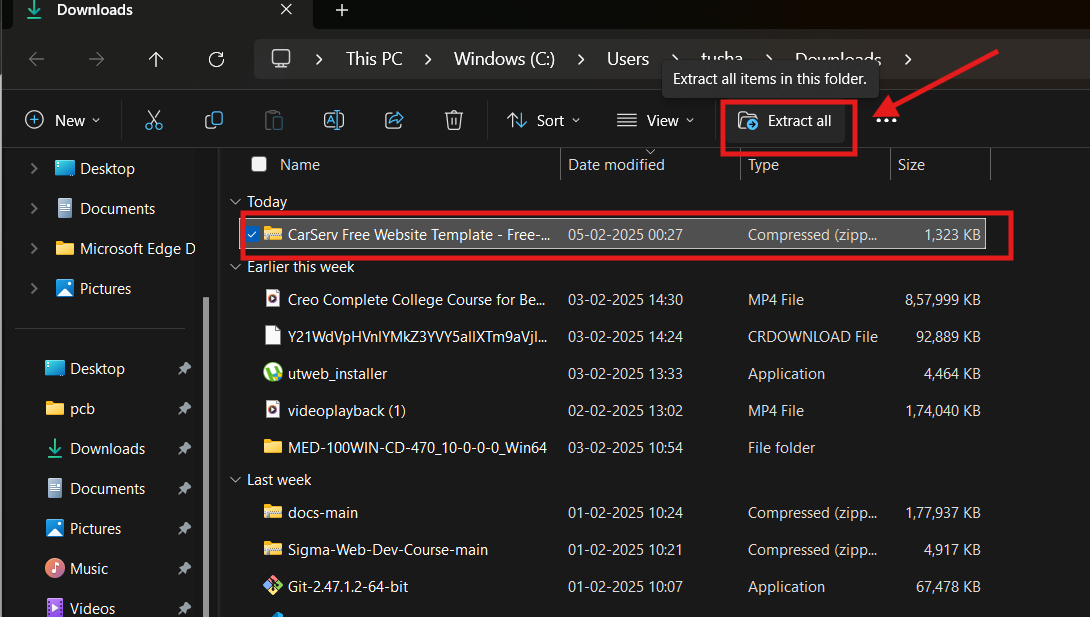 Downloads
This PC
Windows (C:)
Users
tusha
Downloads
Extract all items in this folder.
New
Sort
View
Extract all
Name
Date modified
Type
Size
Desktop
Documents
Microsoft Edge D
Pictures
Desktop
pcb
Downloads
Documents
Pictures
Music
Videos
Today
CarServ Free Website Template - Free-... 05-02-2025 00:27 Compressed (zipp... 1,323 KB
Earlier this week
Creo Complete College Course for Be... 03-02-2025 14:30 MP4 File 8,57,999 KB
03-02-2025 14:24 CRDOWNLOAD File 92,889 KB
utweb_installer 03-02-2025 13:33 Application 4,464 KB
videoplayback (1) 02-02-2025 13:02 MP4 File 1,74,040 KB
MED-100WIN-CD-470_10-0-0-0_Win64 03-02-2025 10:54 File folder
Last week
docs-main 01-02-2025 10:24 Compressed (zipp... 1,77,937 KB
Sigma-Web-Dev-Course-main 01-02-2025 10:21 Compressed (zipp... 4,917 KB
Git-2.47.1.2-64-bit 01-02-2025 10:07 Application 67,478 KB